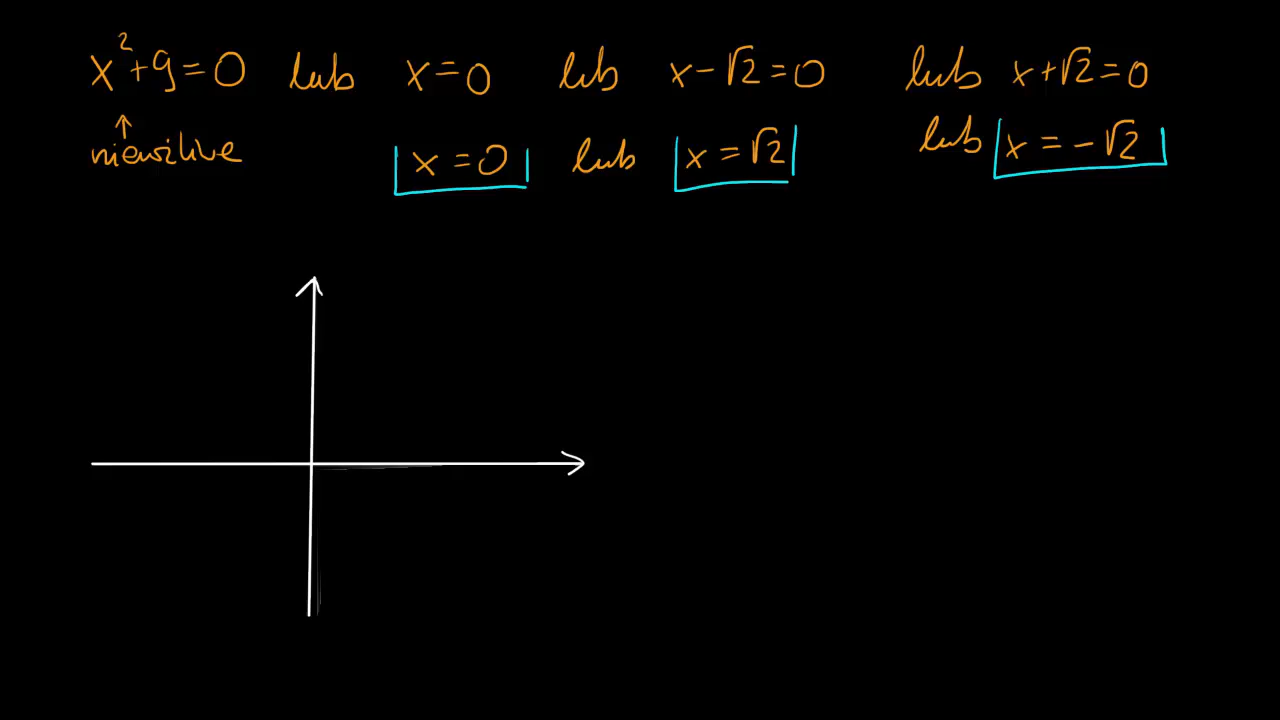 x²+9=0 lub x=0 lub x-√2=0 lub x+√2=0
↑
niemożliwe x=0 lub x=√2 lub x=-√2